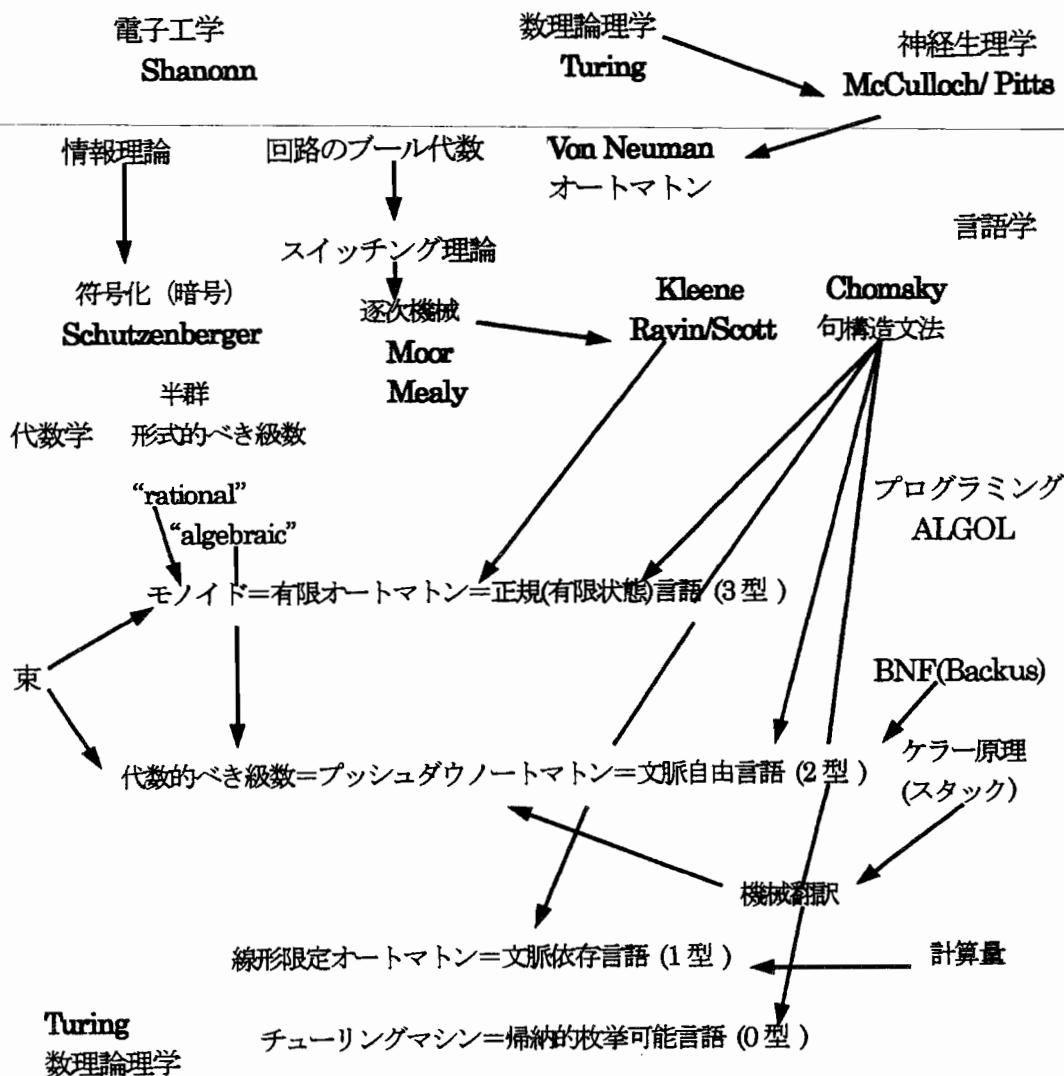 電子工学
Shanonn
数理論理学
Turing
神経生理学
McCulloch/ Pitts
情報理論
回路のブール代数
Von Neuman
オートマトン
言語学
スイッチング理論
符号化（暗号）
Schutzenberger
逐次機械
Moor
Mealy
Kleene
Ravin/Scott
Chomsky
句構造文法
半群
代数学 形式的べき級数
“rational”
“algebraic”
プログラミング
ALGOL
モノイド＝有限オートマトン＝正規(有限状態)言語 (3型)
束
BNF(Backus)
代数的べき級数＝プッシュダウノートマトン＝文脈自由言語 (2型)
ケラー原理
(スタック)
機械翻訳
線形限定オートマトン＝文脈依存言語 (1型)
計算量
Turing
数理論理学
チューリングマシン＝帰納的枚挙可能言語 (0型)